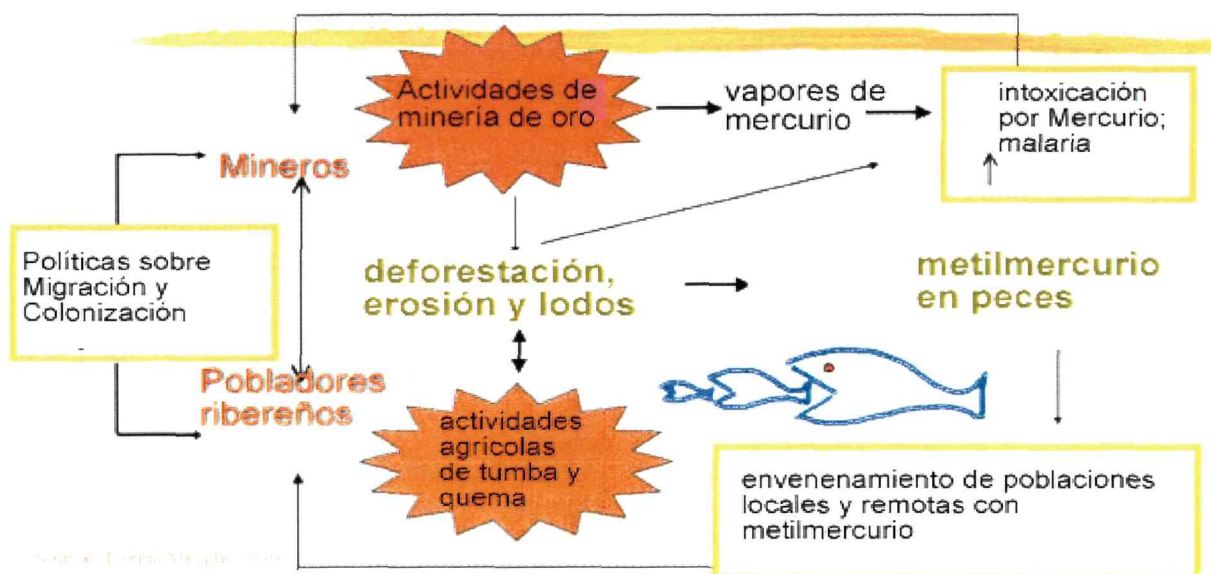 Actividades de
minería de oro
vapores de
mercurio
intoxicación
por Mercurio;
malaria
Mineros
Políticas sobre
Migración y
Colonización
deforestación,
erosión y lodos
metilmercurio
en peces
Pobladores
ribereños
actividades
agrícolas
de tumba y
quema
envenenamiento de poblaciones
locales y remotas con
metilmercurio